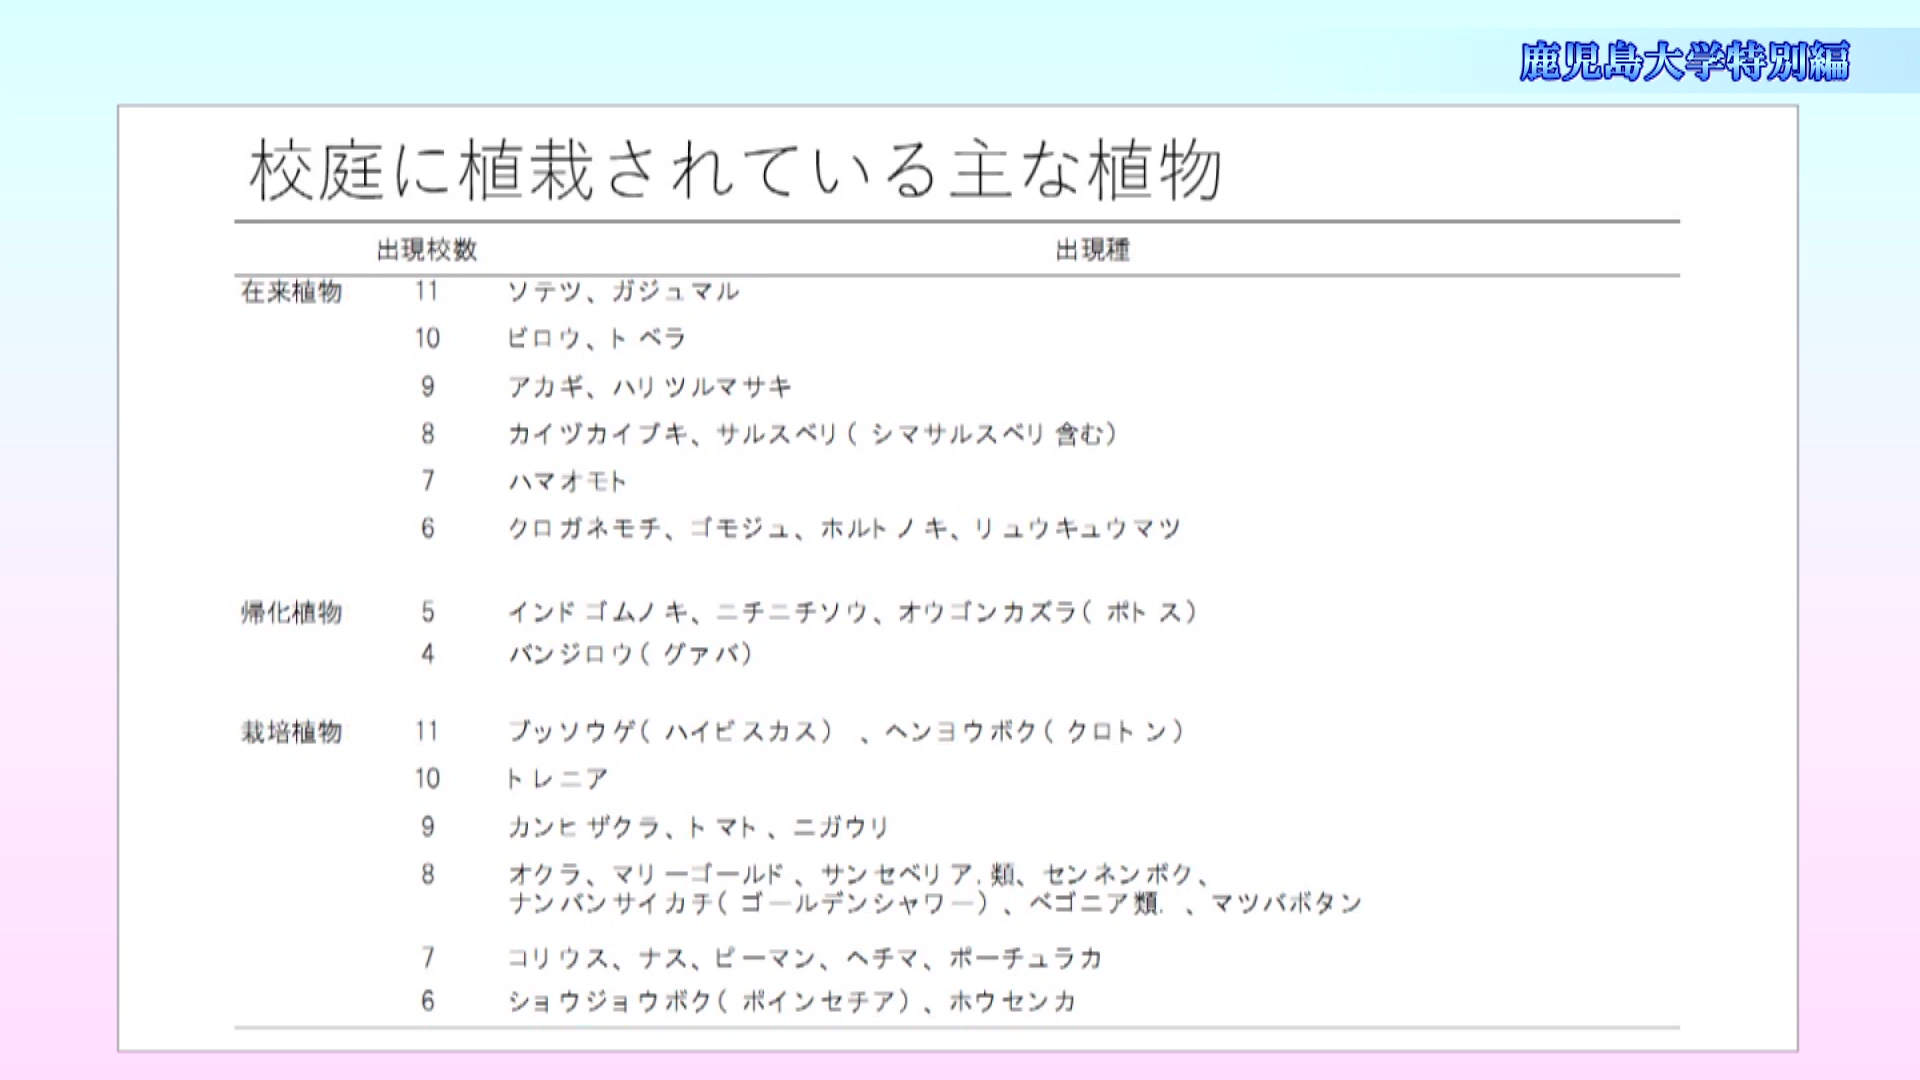 鹿児島大学特別編
校庭に植栽されている主な植物
出現校数 出現種
在来植物 11 ソテツ、ガジュマル
10 ビロウ、トベラ
9 アカギ、ハリツルマサキ
8 カイヅカイブキ、サルスベリ(シマサルスベリ含む)
7 ハマオモト
6 クロガネモチ、ゴモジュ、ホルトノキ、リュウキュウマツ
帰化植物 5 インドゴムノキ、ニチニチソウ、オウゴンカズラ(ポトス)
4 バンジロウ(グァバ)
栽培植物 11 ブッソウゲ(ハイビスカス)、ヘンヨウボク(クロトン)
10 トレニア
9 カンヒザクラ、トマト、ニガウリ
8 オクラ、マリーゴールド、サンセベリア.類、センネンボク、
ナンバンサイカチ(ゴールデンシャワー)、ベゴニア類.、マツバボタン
7 コリウス、ナス、ピーマン、ヘチマ、ポーチュラカ
6 ショウジョウボク(ポインセチア)、ホウセンカ